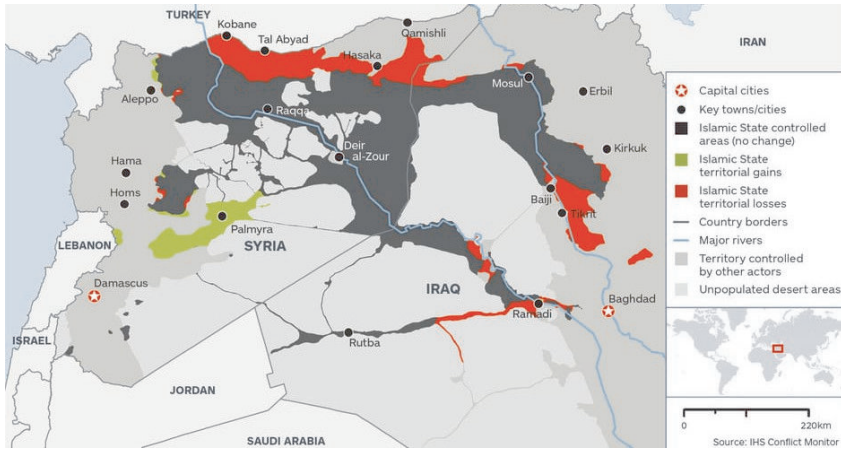 TURKEY
Kobane
Tal Abyad
Qamishli
Hasaka
IRAN
Mosul
Erbil
Aleppo
Raqqa
Deir
al-Zour
Kirkuk
Hama
Homs
Baiji
Tikrit
Palmyra
LEBANON
SYRIA
Damascus
IRAQ
Ramadi
Baghdad
ISRAEL
Rutba
JORDAN
SAUDI ARABIA
Capital cities
Key towns/cities
Islamic State
controlled
areas (no change)
Islamic State
territorial gains
Islamic State
territorial losses
Country borders
Major rivers
Territory controlled
by other actors
Unpopulated desert areas
0
220km
Source: IHS Conflict Monitor